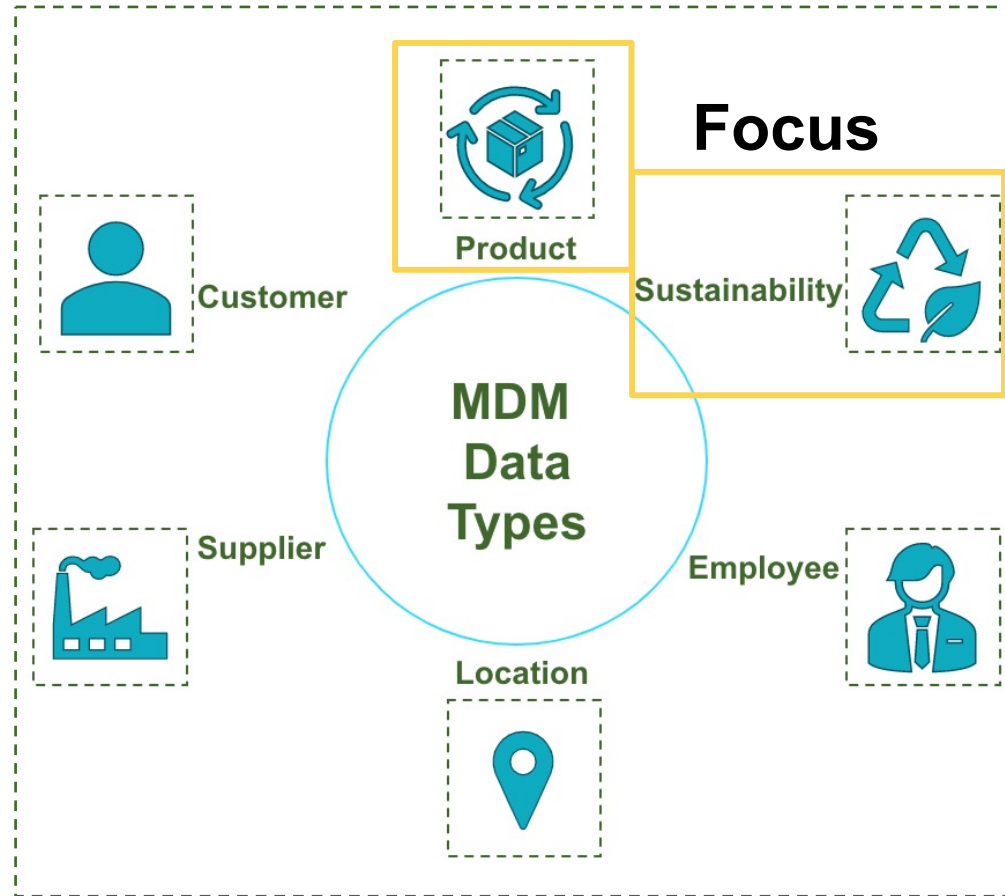 Focus
Product
Sustainability
Customer
MDM
Data
Types
Supplier
Employee
Location